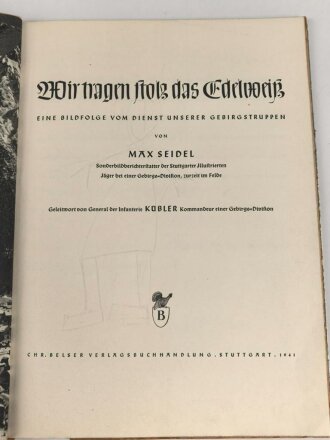 Wir tragen stolz das Edelweiß
EINE BILDFOLGE VOM DIENST UNSERER GEBIRGSTRUPPEN
VON
MAX SEIDEL
Sonderbildberichterstatter der Stuttgarter Illustrierten
Jäger bei einer Gebirgs-Division, zurzeit im Felde
Geleitwort von General der Infanterie KÜBLER Kommandeur einer Gebirgs-Division
B
CHR. BELSER VERLAGSBUCHHANDLUNG, STUTTGART, 1941